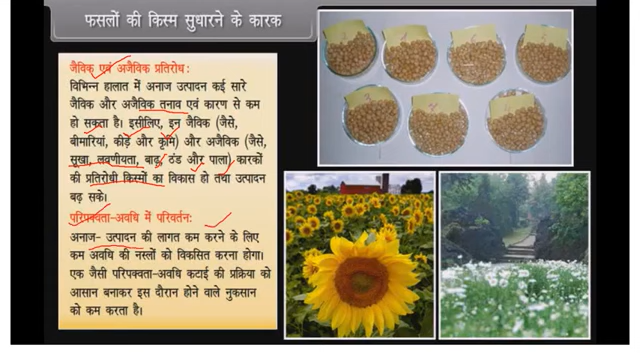 फसलों की किस्म सुधारने के कारक
जैविक एवं अजैविक प्रतिरोध:
विभिन्न हालात में अनाज उत्पादन कई सारे
जैविक और अजैविक तनाव एवं कारण से कम
हो सकता है। इसीलिए, इन जैविक (जैसे,
बीमारियां, कीड़े और कृमि) और अजैविक (जैसे,
सूखा, लवणीयता, बाढ़, ठंड और पाला) कारकों
की प्रतिरोधी किस्मों का विकास हो तथा उत्पादन
बढ़ सके।
परिपक्वता-अवधि में परिवर्तन:
अनाज- उत्पादन की लागत कम करने के लिए
कम अवधि की नस्लों को विकसित करना होगा।
एक जैसी परिपक्वता-अवधि कटाई की प्रक्रिया को
आसान बनाकर इस दौरान होने वाले नुकसान
को कम करता है।